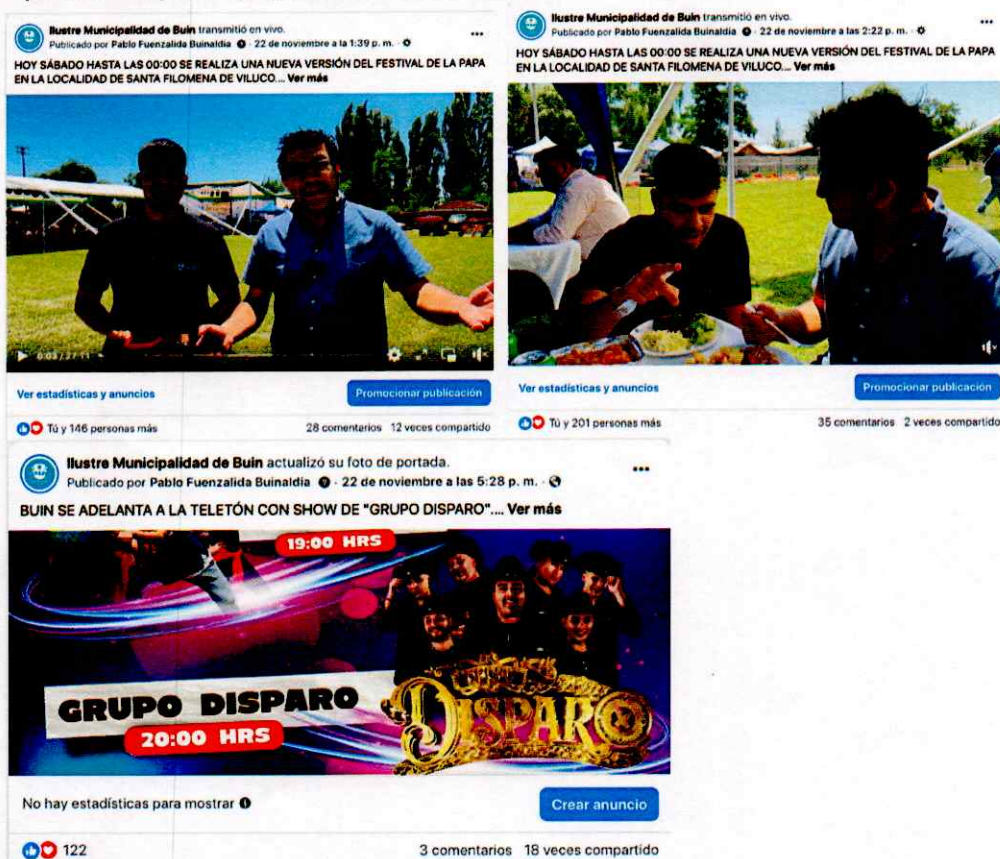 Ilustre Municipalidad de Buin transmitió en vivo.
Publicado por Pablo Fuenzalida Buinaldia · 22 de noviembre a la 1:39 p. m. ·
HOY SÁBADO HASTA LAS 00:00 SE REALIZA UNA NUEVA VERSIÓN DEL FESTIVAL DE LA PAPA
EN LA LOCALIDAD DE SANTA FILOMENA DE VILUCO.... Ver más
0:03 / 27:11
Ver estadísticas y anuncios
Promocionar publicación
Tú y 146 personas más
28 comentarios 12 veces compartido
Ilustre Municipalidad de Buin transmitió en vivo.
Publicado por Pablo Fuenzalida Buinaldia · 22 de noviembre a las 2:22 p. m. ·
HOY SÁBADO HASTA LAS 00:00 SE REALIZA UNA NUEVA VERSIÓN DEL FESTIVAL DE LA PAPA
EN LA LOCALIDAD DE SANTA FILOMENA DE VILUCO.... Ver más
Ver estadísticas y anuncios
Promocionar publicación
Tú y 201 personas más
35 comentarios 2 veces compartido
Ilustre Municipalidad de Buin actualizó su foto de portada.
Publicado por Pablo Fuenzalida Buinaldia · 22 de noviembre a las 5:28 p. m. ·
BUIN SE ADELANTA A LA TELETÓN CON SHOW DE "GRUPO DISPARO".... Ver más
19:00 HRS
GRUPO DISPARO
20:00 HRS
DISPARO
No hay estadísticas para mostrar
Crear anuncio
122
3 comentarios 18 veces compartido